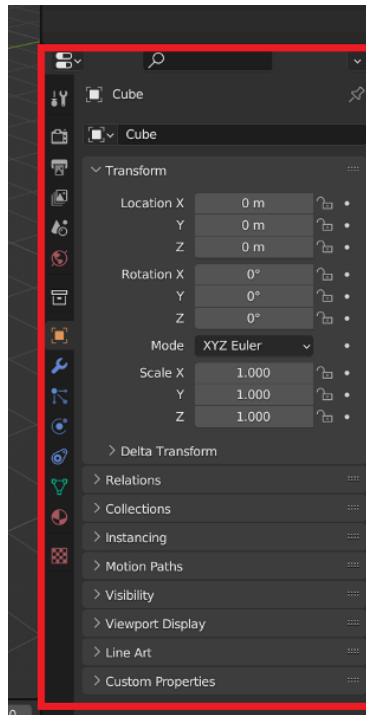 Cube
Cube
Transform
Location X 0 m
Y 0 m
Z 0 m
Rotation X 0°
Y 0°
Z 0°
Mode XYZ Euler
Scale X 1.000
Y 1.000
Z 1.000
Delta Transform
Relations
Collections
Instancing
Motion Paths
Visibility
Viewport Display
Line Art
Custom Properties
0